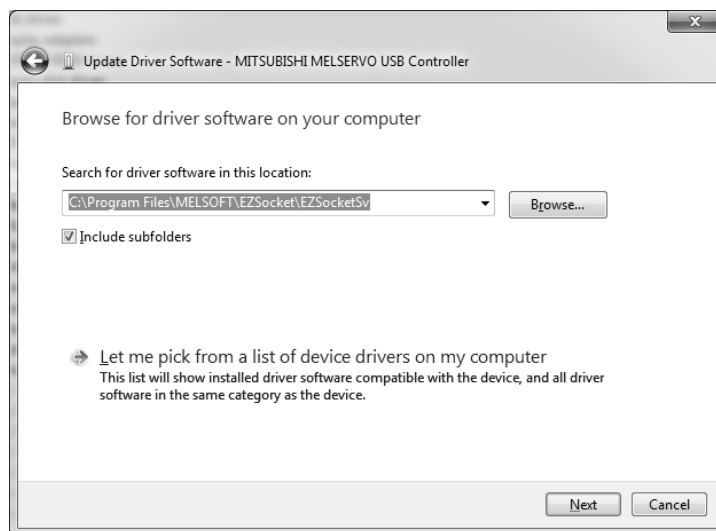 Update Driver Software - MITSUBISHI MELSERVO USB Controller
Browse for driver software on your computer
Search for driver software in this location:
C:\Program Files\MELSOFT\EZSocket\EZSocketSv
Browse...
Include subfolders
Let me pick from a list of device drivers on my computer
This list will show installed driver software compatible with the device, and all driver
software in the same category as the device.
Next
Cancel